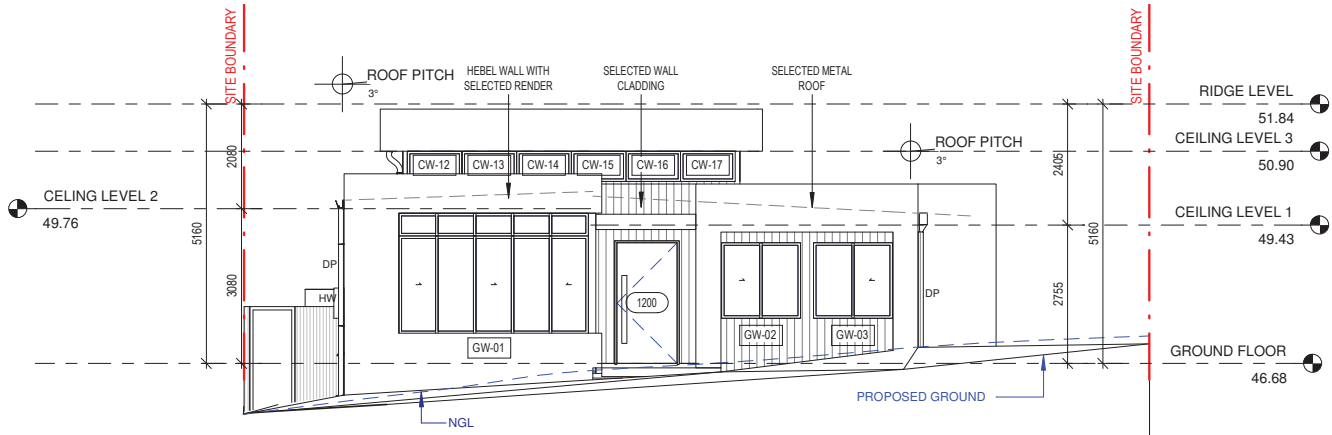 SITE BOUNDARY
SITE BOUNDARY
ROOF PITCH
3°
HEBEL WALL WITH
SELECTED RENDER
SELECTED WALL
CLADDING
SELECTED METAL
ROOF
RIDGE LEVEL
51.84
CEILING LEVEL 3
50.90
ROOF PITCH
3°
CW-12
CW-13
CW-14
CW-15
CW-16
CW-17
2080
2405
CELING LEVEL 2
49.76
CEILING LEVEL 1
49.43
5160
5160
3080
2755
DP
HW
DP
1200
GW-01
GW-02
GW-03
GROUND FLOOR
46.68
PROPOSED GROUND
NGL